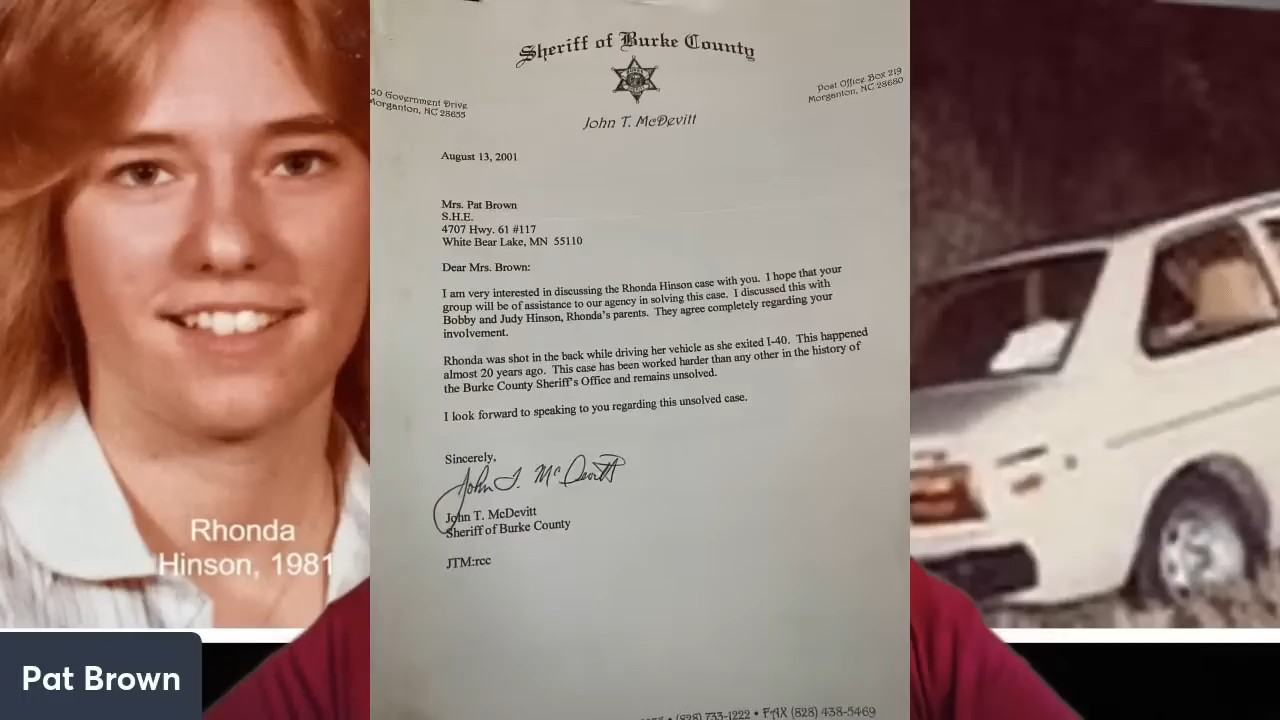 Sheriff of Burke County
50 Government Drive
Morganton, NC 28655
Post Office Box 219
Morganton, NC 28680
John T. McDevitt
August 13, 2001
Mrs. Pat Brown
S.H.E.
4707 Hwy. 61 #117
White Bear Lake, MN 55110
Dear Mrs. Brown:
I am very interested in discussing the Rhonda Hinson case with you. I hope that your
group will be of assistance to our agency in solving this case. I discussed this with
Bobby and Judy Hinson, Rhonda's parents. They agree completely regarding your
involvement.
Rhonda was shot in the back while driving her vehicle as she exited I-40. This happened
almost 20 years ago. This case has been worked harder than any other in the history of
the Burke County Sheriff's Office and remains unsolved.
I look forward to speaking to you regarding this unsolved case.
Sincerely,
John T. McDevitt
John T. McDevitt
Sheriff of Burke County
JTM:rcc
(828) 733-1222 • FAX (828) 438-5469
Rhonda
Hinson, 1981
Pat Brown